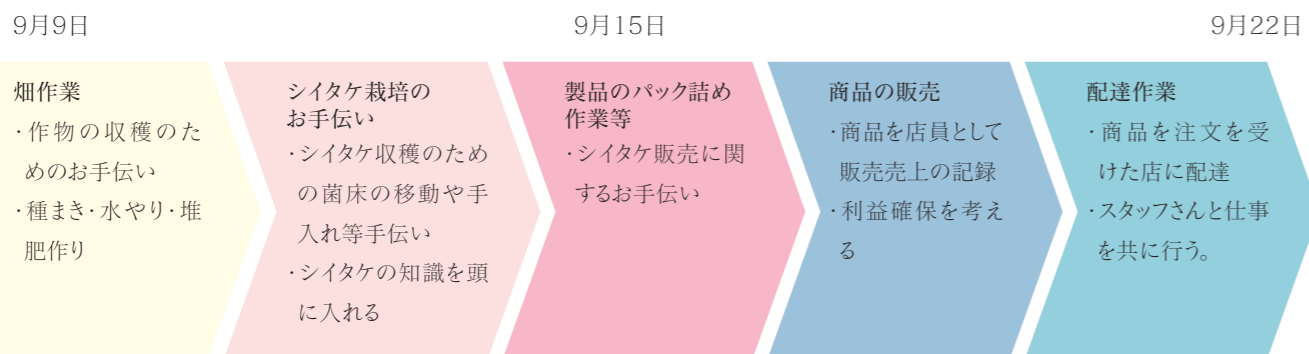 9月9日
9月15日
9月22日
畑作業
・作物の収穫のた
めのお手伝い
・種まき・水やり・堆
肥作り
シイタケ栽培の
お手伝い
・シイタケ収穫のため
の菌床の移動や手
入れ等手伝い
・シイタケの知識を頭
に入れる
製品のパック詰め
作業等
・シイタケ販売に関
するお手伝い
商品の販売
・商品を店員として
販売売上の記録
・利益確保を考え
る
配達作業
・商品を注文を受
けた店に配達
・スタッフさんと仕事
を共に行う。